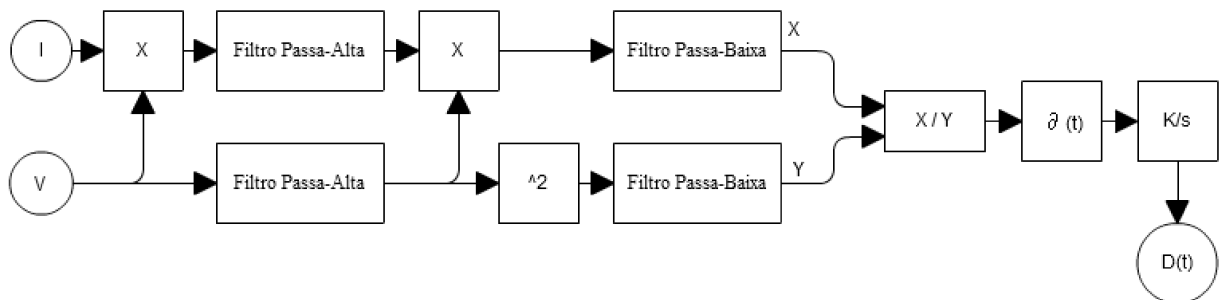 I
X
Filtro Passa-Alta
X
Filtro Passa-Baixa
X
X / Y
∂ (t)
K/s
V
Filtro Passa-Alta
^2
Filtro Passa-Baixa
Y
D(t)